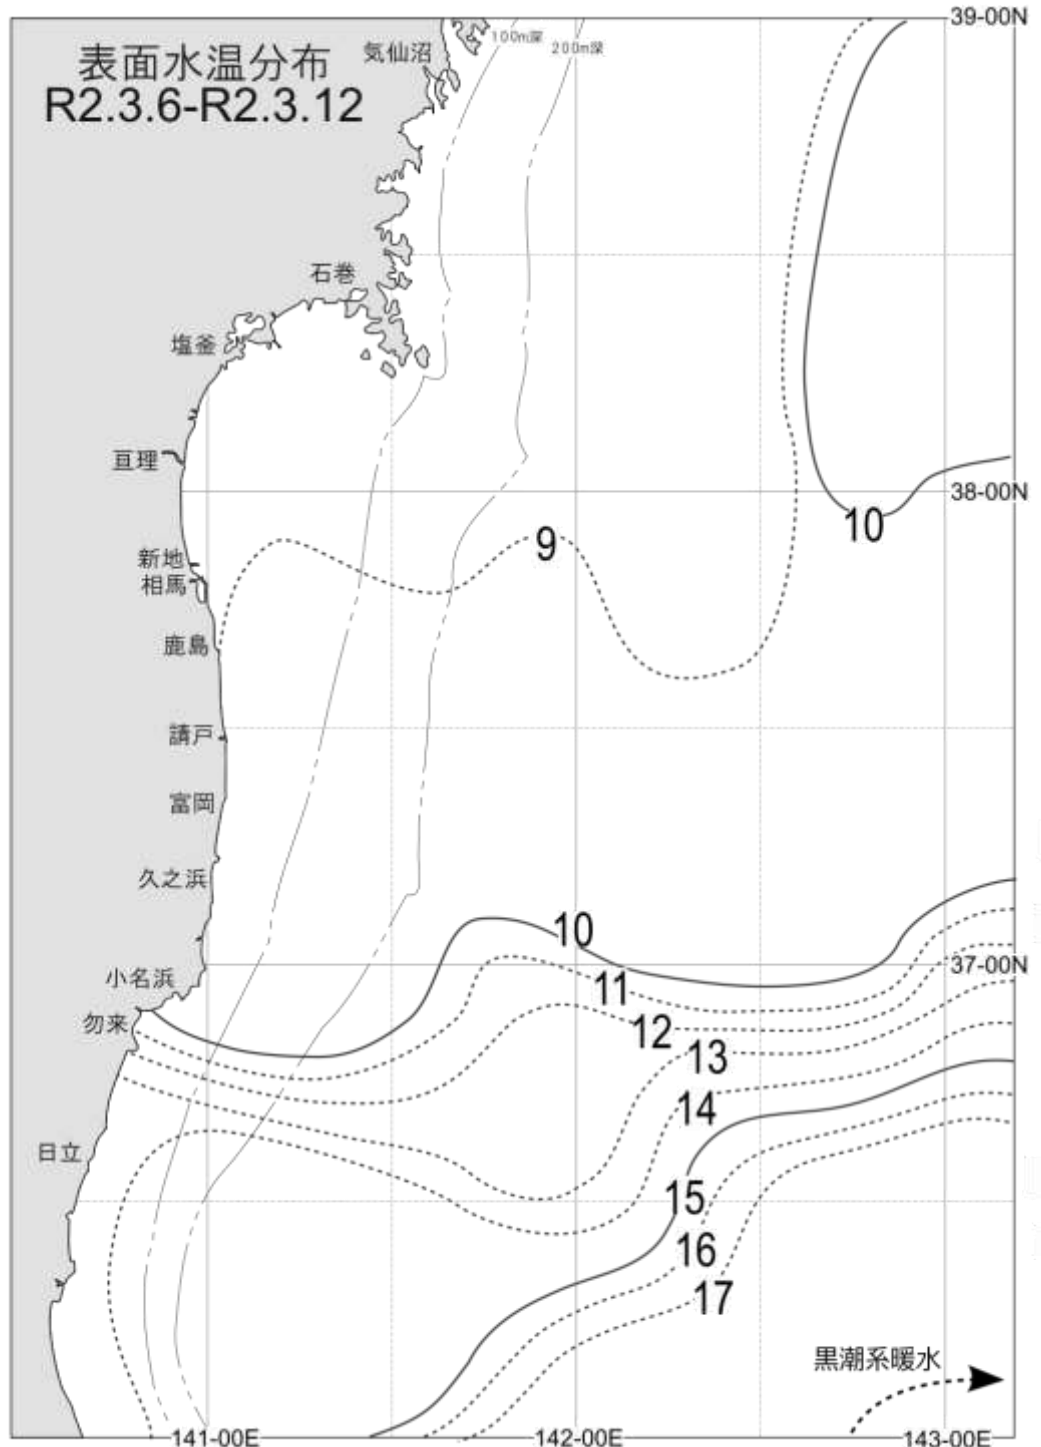 表面水温分布
R2.3.6-R2.3.12
気仙沼
100m深
200m深
39-00N
石巻
塩釜
亘理
38-00N
10
9
新地
相馬
鹿島
請戸
富岡
久之浜
10
37-00N
小名浜
11
勿来
12
13
14
日立
15
16
17
黒潮系暖水
141-00E
142-00E
143-00E